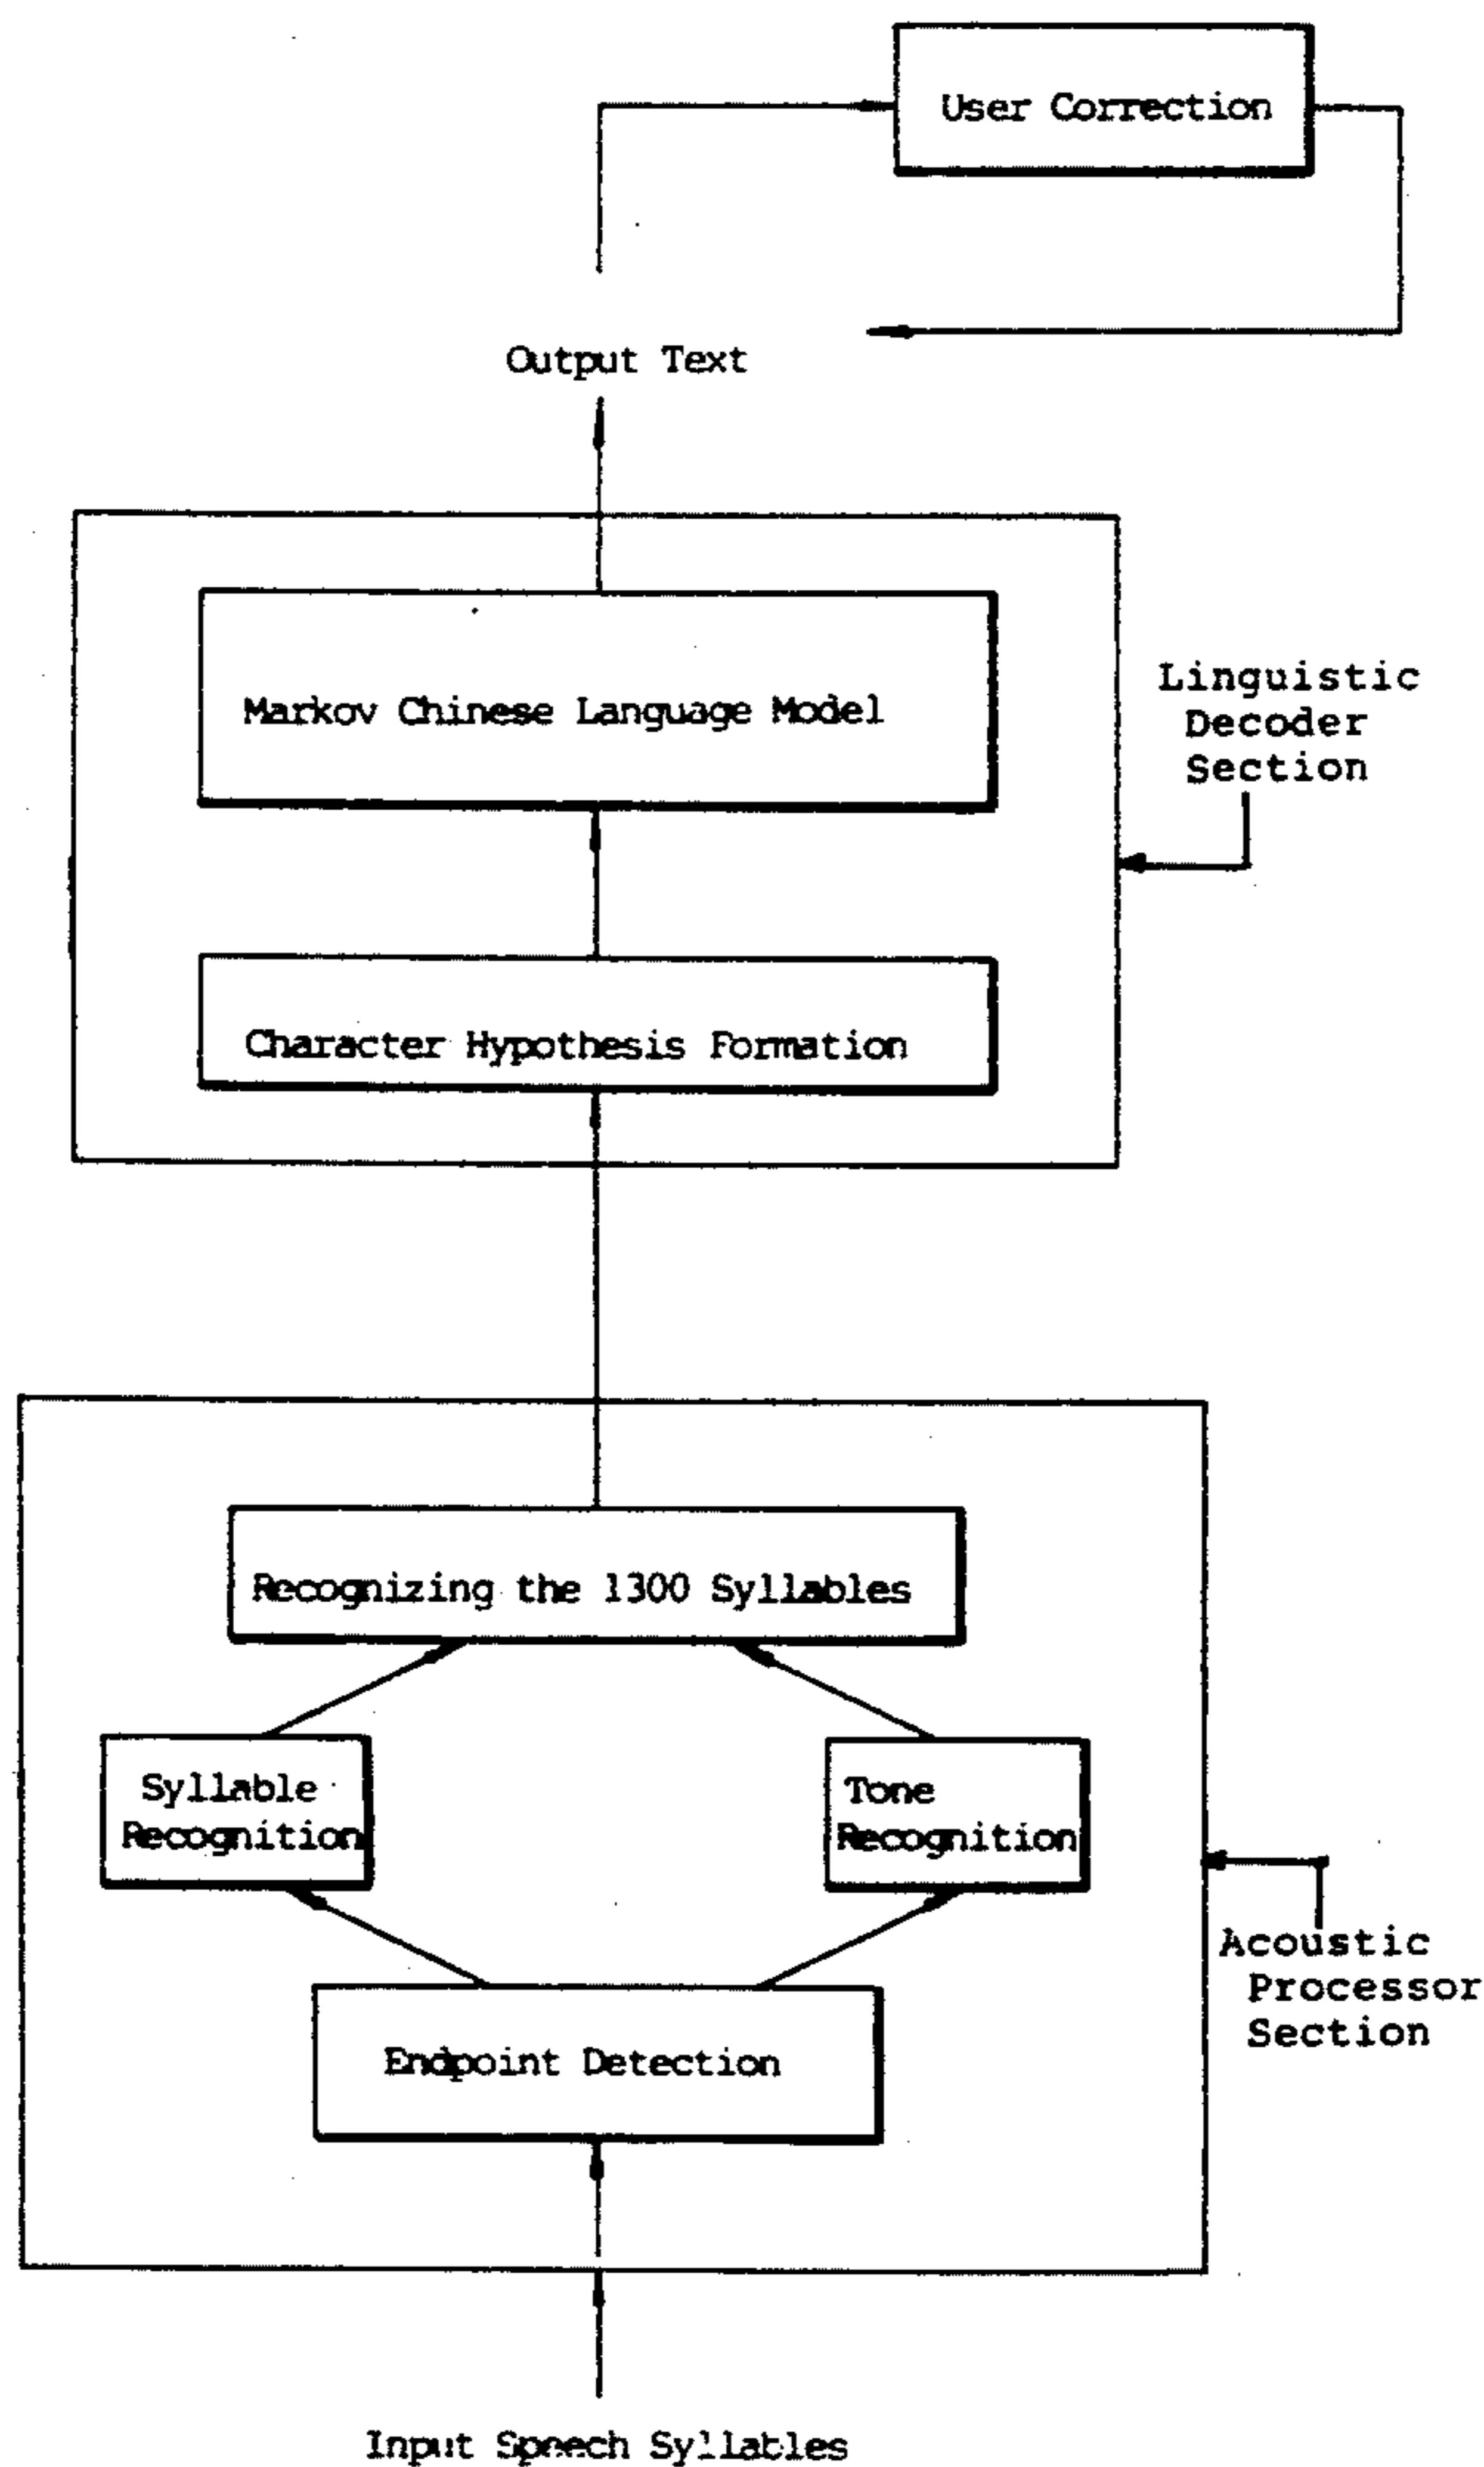 User Correction
Output Text
Markov Chinese Language Model
Linguistic
Decoder
Section
Character Hypothesis Formation
Recognizing the 1300 Syllables
Syllable
Recognition
Tone
Recognition
Acoustic
Processor
Section
Endpoint Detection
Input Speech Syllables